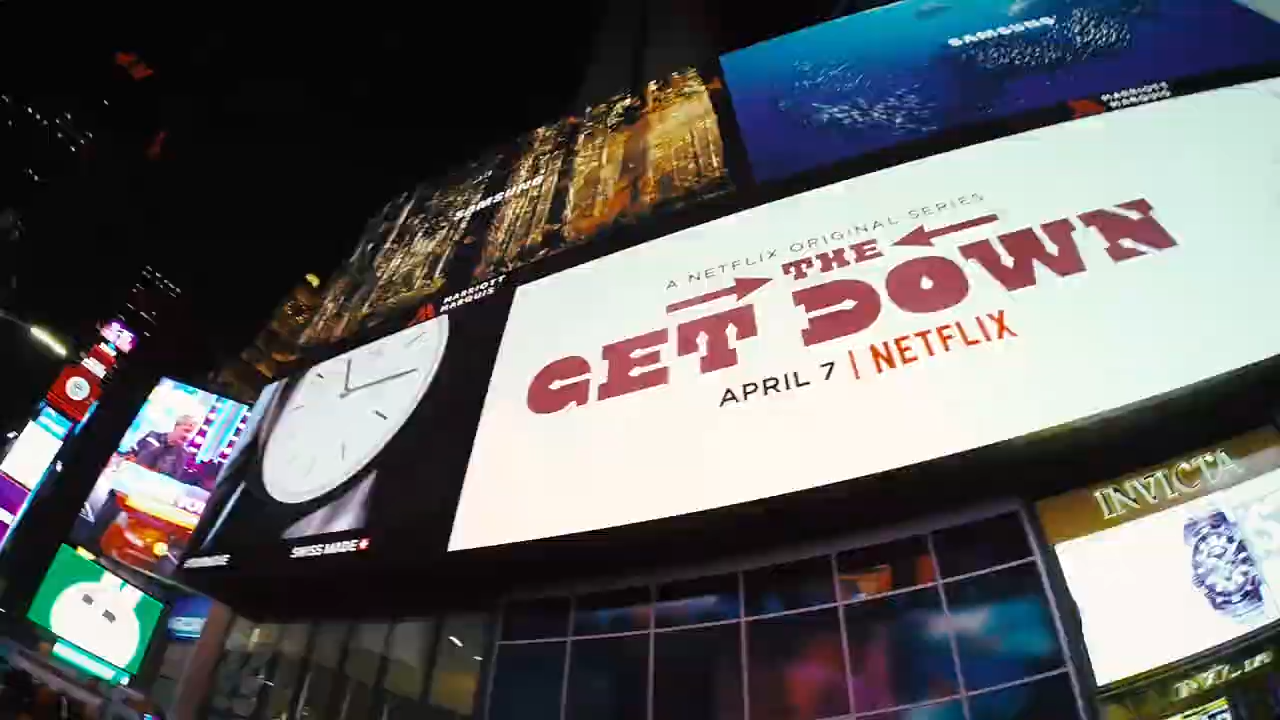 SAMSUNG
MARRIOTT
MARQUIS
SAMSUNG
MARRIOTT
MARQUIS
A NETFLIX ORIGINAL SERIES
THE
GET DOWN
APRIL 7 | NETFLIX
SWISS MADE
INVICTA